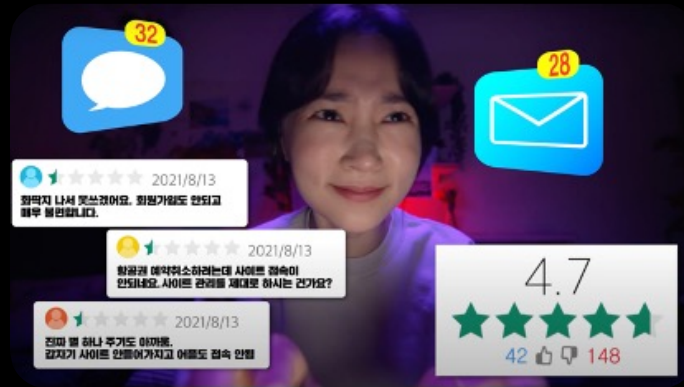 32
28
2021/8/13
화딱지 나서 못쓰겠어요. 회원가입도 안되고
매우 불편합니다.
2021/8/13
항공권 예약취소하려는데 사이트 접속이
안되네요. 사이트 관리를 제대로 하시는 건가요?
2021/8/13
진짜 별 하나 주기도 아까움.
갑자기 사이트 안들어가지고 어플도 접속 안됨
4.7
42 148